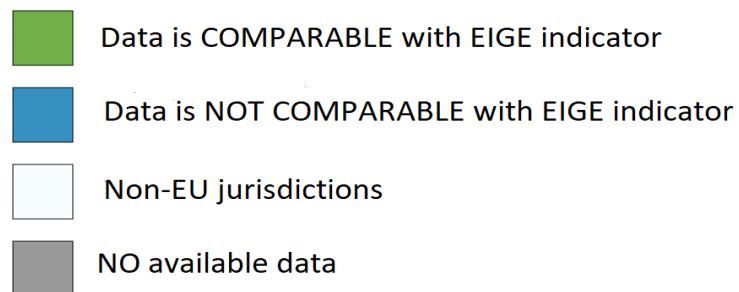 Data is COMPARABLE with EIGE indicator
Data is NOT COMPARABLE with EIGE indicator
Non-EU jurisdictions
NO available data